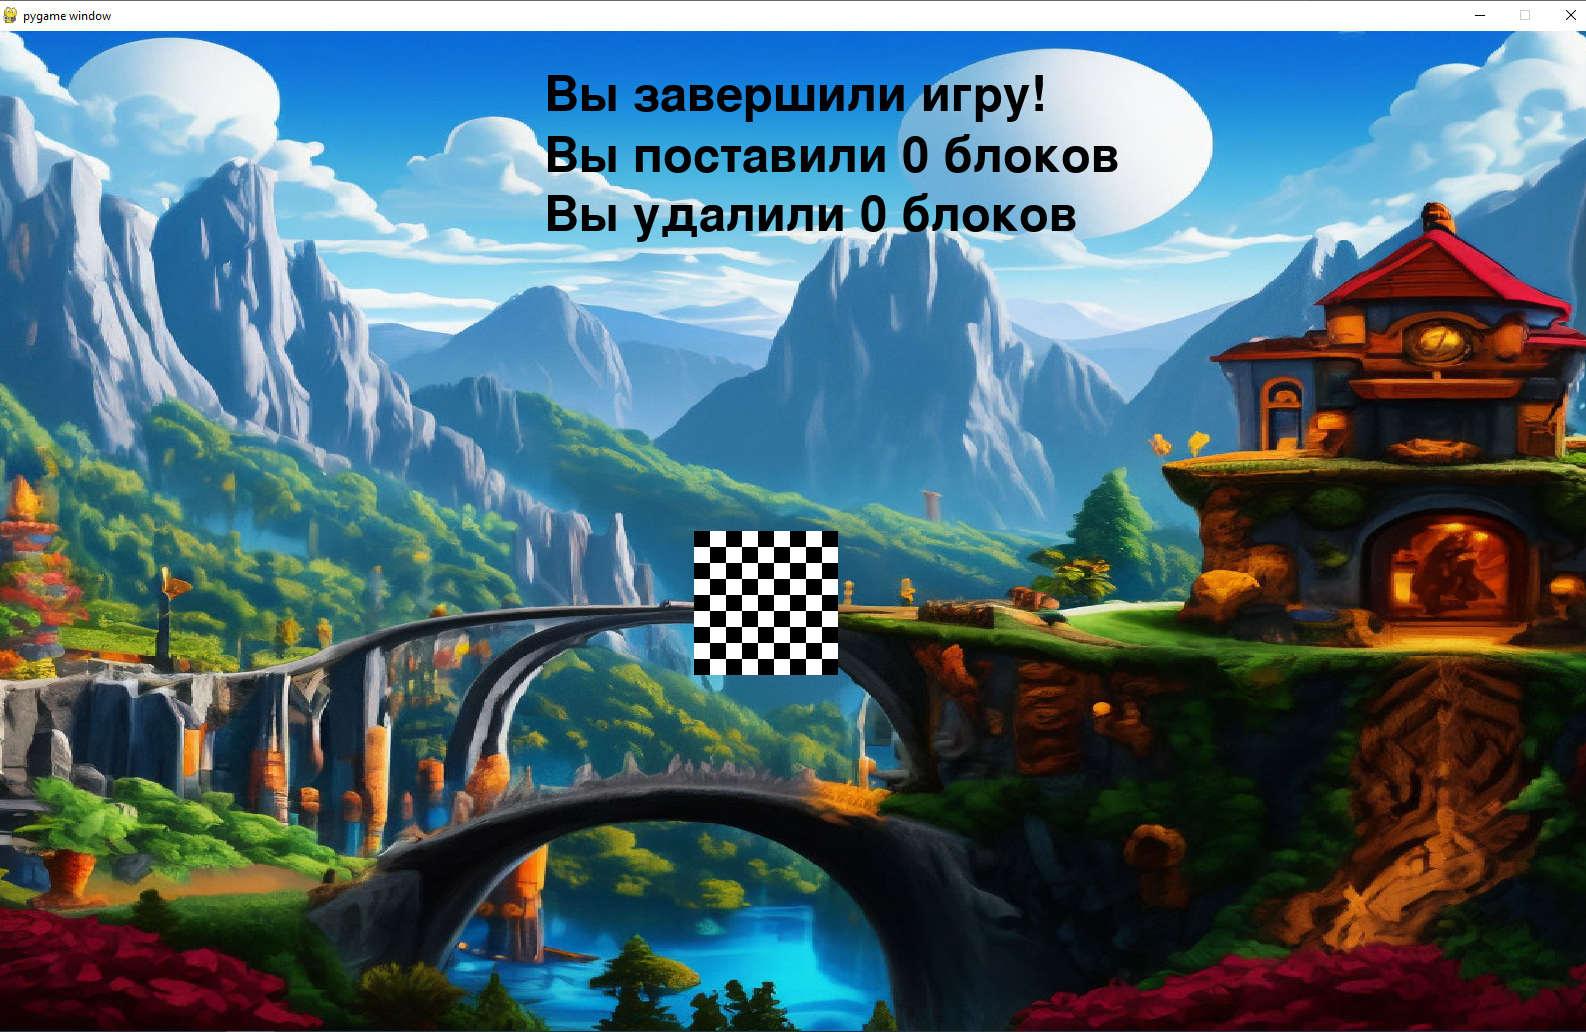 pygame window
Вы завершили игру!
Вы поставили 0 блоков
Вы удалили 0 блоков